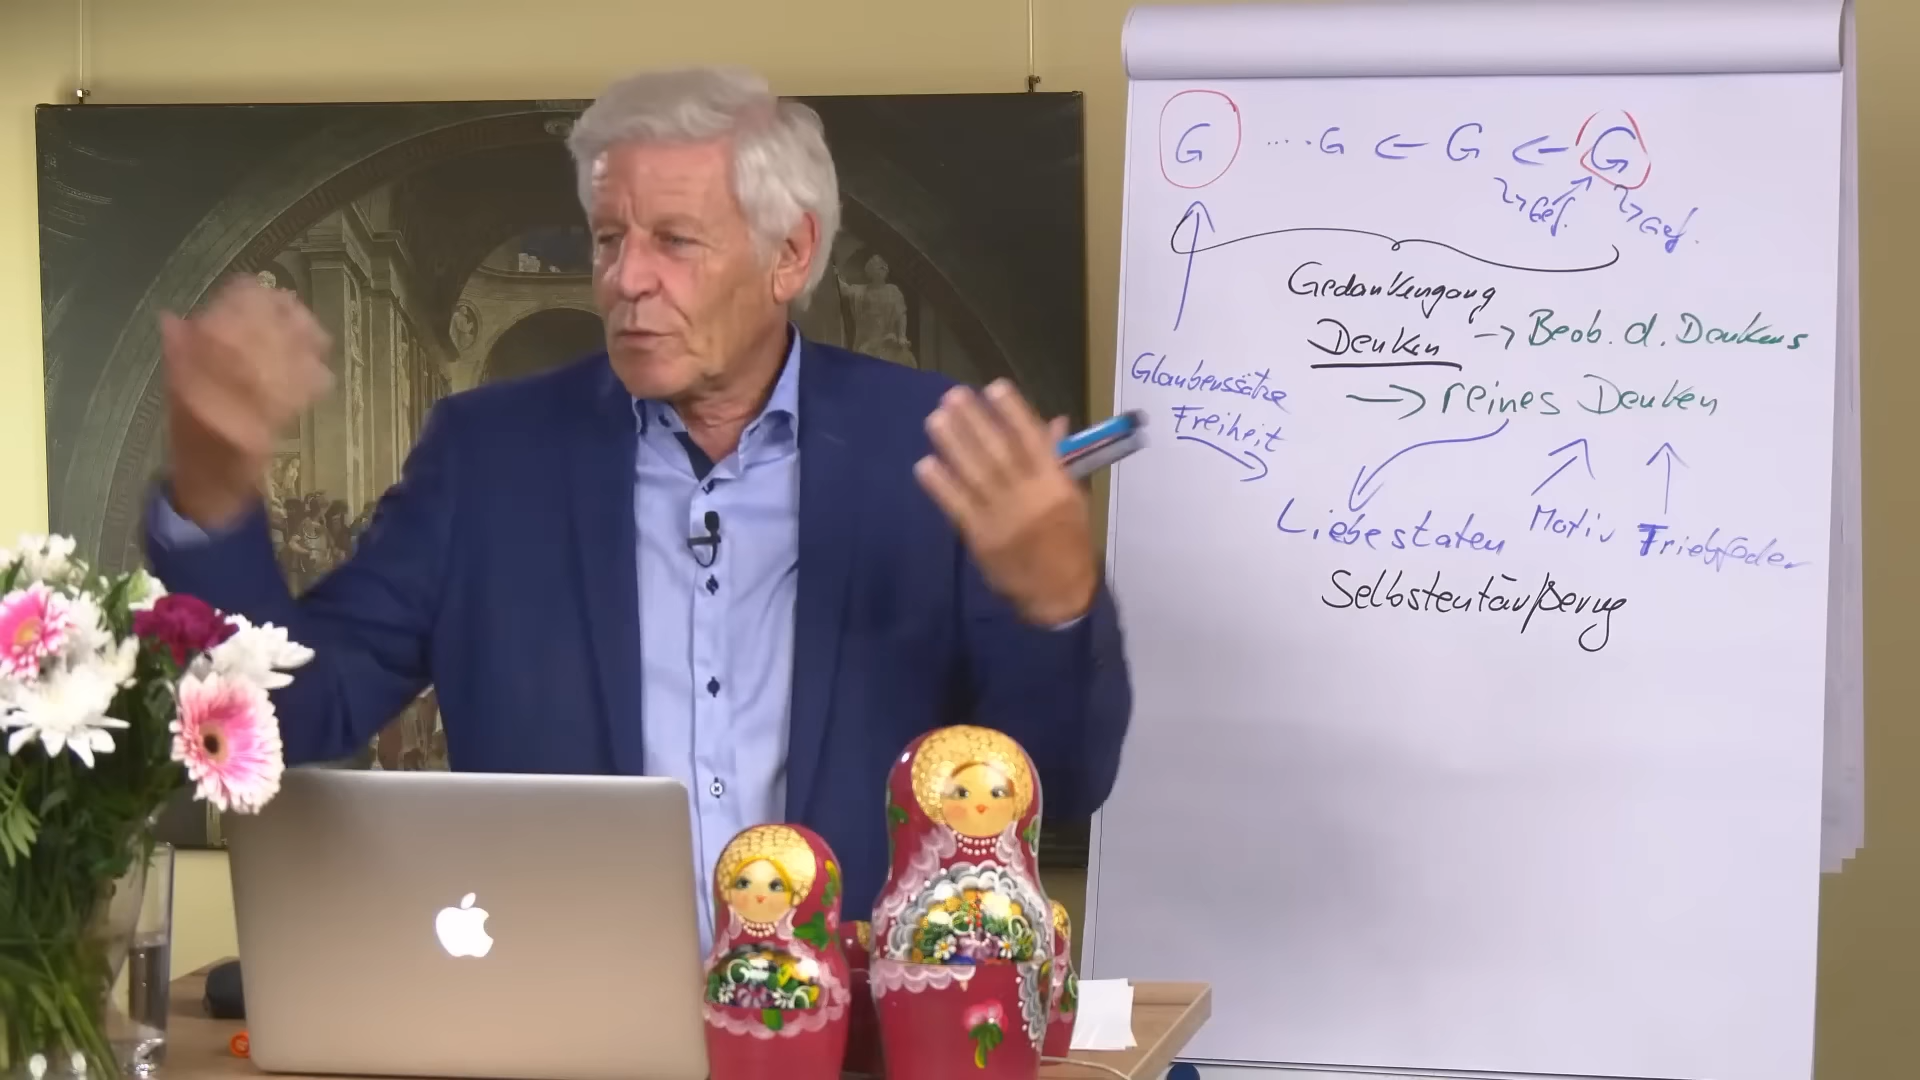 G ....G ← G ← G
→ Gef. → Gef.
Gedankengang
Denken → Beob. d. Denkens
→ reines Denken
Glaubenssätze
Freiheit
Liebestaten Motiv Triebfeder
Selbstentäußerung